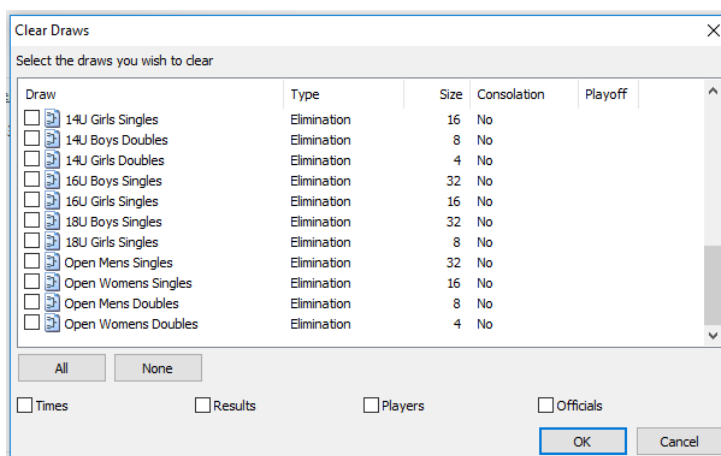 Clear Draws
Select the draws you wish to clear
Draw Type Size Consolation Playoff
14U Girls Singles Elimination 16 No
14U Boys Doubles Elimination 8 No
14U Girls Doubles Elimination 4 No
16U Boys Singles Elimination 32 No
16U Girls Singles Elimination 16 No
18U Boys Singles Elimination 32 No
18U Girls Singles Elimination 8 No
Open Mens Singles Elimination 32 No
Open Womens Singles Elimination 16 No
Open Mens Doubles Elimination 8 No
Open Womens Doubles Elimination 4 No
All None
Times Results Players Officials
OK Cancel